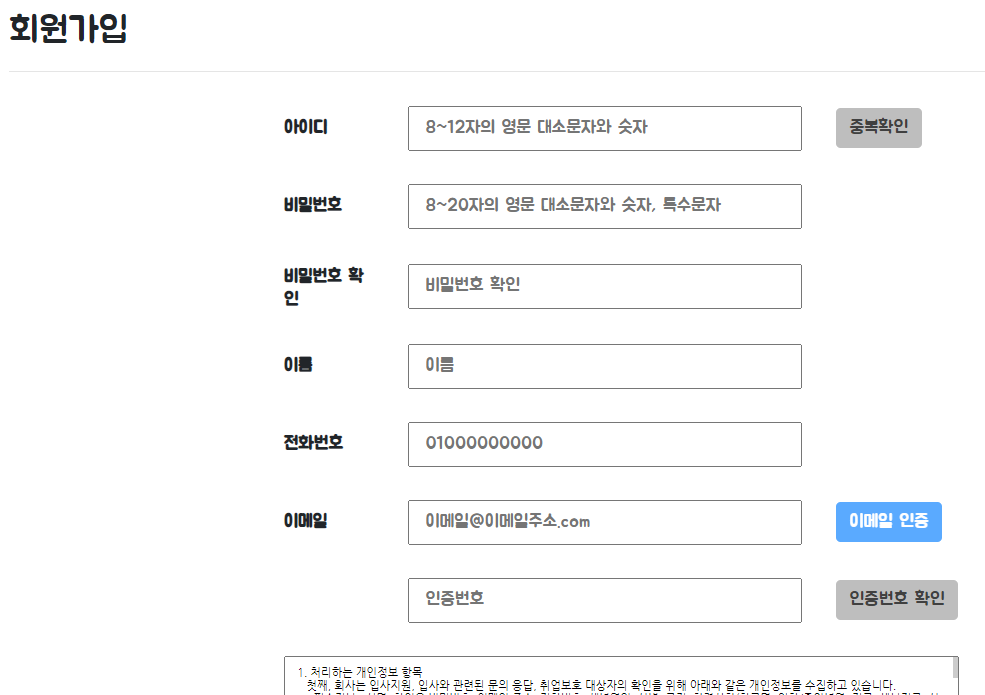 회원가입
아이디
8~12자의 영문 대소문자와 숫자
중복확인
비밀번호
8~20자의 영문 대소문자와 숫자, 특수문자
비밀번호 확
인
비밀번호 확인
이름
이름
전화번호
01000000000
이메일
이메일@이메일주소.com
이메일 인증
인증번호
인증번호 확인
1. 처리하는 개인정보 항목
첫째, 회사는 입사지원, 입사와 관련된 문의 응답, 취업보호 대상자의 확인을 위해 아래와 같은 개인정보를 수집하고 있습니다.